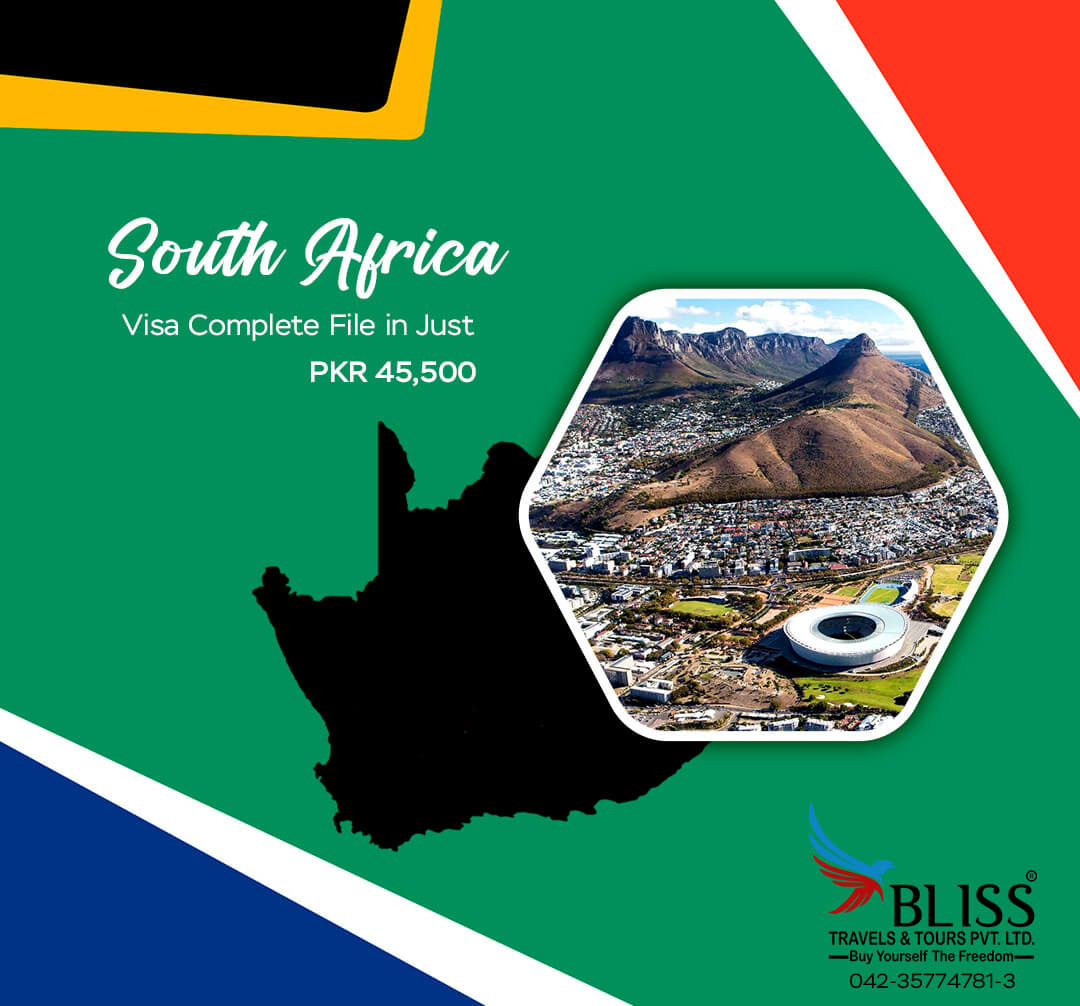 South Africa
Visa Complete File in Just
PKR 45,500
BLISS®
TRAVELS & TOURS PVT. LTD.
Buy Yourself The Freedom
042-35774781-3